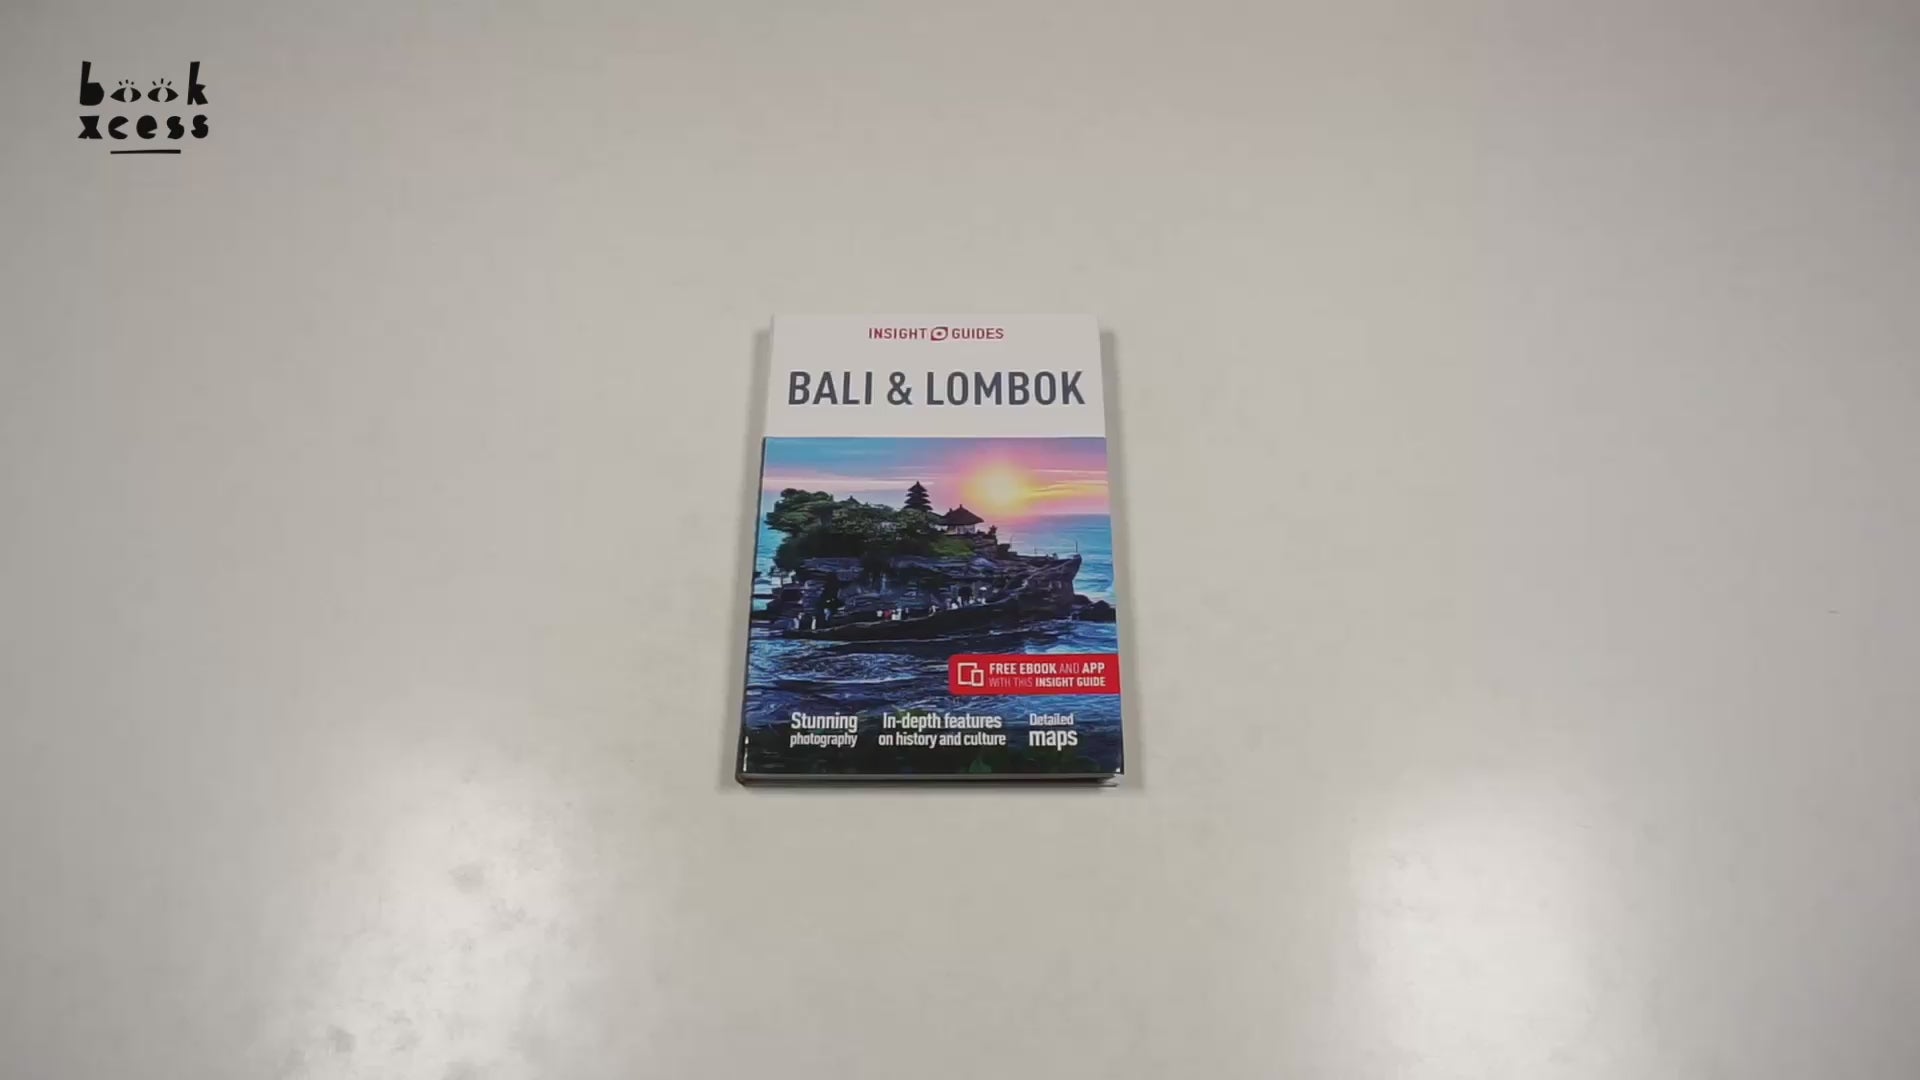 book
xcess
INSIGHT GUIDES
BALI & LOMBOK
FREE EBOOK AND APP
WITH THIS INSIGHT GUIDE
Stunning
photography
In-depth features
on history and culture
Detailed
maps